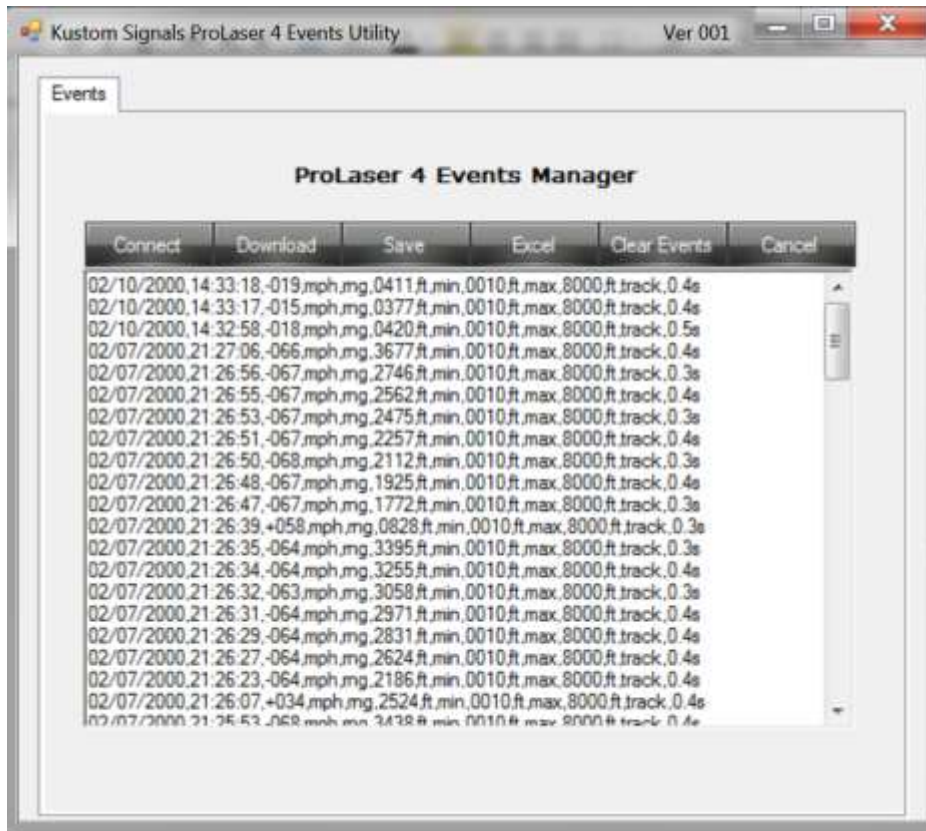 Kustom Signals ProLaser 4 Events Utility Ver 001
Events
ProLaser 4 Events Manager
Connect Download Save Excel Clear Events Cancel
02/10/2000,14:33:18,-019,mph,rng,0411,ft,min,0010,ft,max,8000,ft,track,0.4s
02/10/2000,14:33:17,-015,mph,rng,0377,ft,min,0010,ft,max,8000,ft,track,0.4s
02/10/2000,14:32:58,-018,mph,rng,0420,ft,min,0010,ft,max,8000,ft,track,0.5s
02/07/2000,21:27:06,-066,mph,rng,3677,ft,min,0010,ft,max,8000,ft,track,0.4s
02/07/2000,21:26:56,-067,mph,rng,2746,ft,min,0010,ft,max,8000,ft,track,0.3s
02/07/2000,21:26:55,-067,mph,rng,2562,ft,min,0010,ft,max,8000,ft,track,0.4s
02/07/2000,21:26:53,-067,mph,rng,2475,ft,min,0010,ft,max,8000,ft,track,0.3s
02/07/2000,21:26:51,-067,mph,rng,2257,ft,min,0010,ft,max,8000,ft,track,0.4s
02/07/2000,21:26:50,-068,mph,rng,2112,ft,min,0010,ft,max,8000,ft,track,0.3s
02/07/2000,21:26:48,-067,mph,rng,1925,ft,min,0010,ft,max,8000,ft,track,0.4s
02/07/2000,21:26:47,-067,mph,rng,1772,ft,min,0010,ft,max,8000,ft,track,0.3s
02/07/2000,21:26:39,+058,mph,rng,0828,ft,min,0010,ft,max,8000,ft,track,0.3s
02/07/2000,21:26:35,-064,mph,rng,3395,ft,min,0010,ft,max,8000,ft,track,0.3s
02/07/2000,21:26:34,-064,mph,rng,3255,ft,min,0010,ft,max,8000,ft,track,0.4s
02/07/2000,21:26:32,-063,mph,rng,3058,ft,min,0010,ft,max,8000,ft,track,0.3s
02/07/2000,21:26:31,-064,mph,rng,2971,ft,min,0010,ft,max,8000,ft,track,0.4s
02/07/2000,21:26:29,-064,mph,rng,2831,ft,min,0010,ft,max,8000,ft,track,0.4s
02/07/2000,21:26:27,-064,mph,rng,2624,ft,min,0010,ft,max,8000,ft,track,0.4s
02/07/2000,21:26:23,-064,mph,rng,2186,ft,min,0010,ft,max,8000,ft,track,0.4s
02/07/2000,21:26:07,+034,mph,rng,2524,ft,min,0010,ft,max,8000,ft,track,0.4s
02/07/2000,21:25:53,-068,mph,rng,3438,ft,min,0010,ft,max,8000,ft,track,0.4s